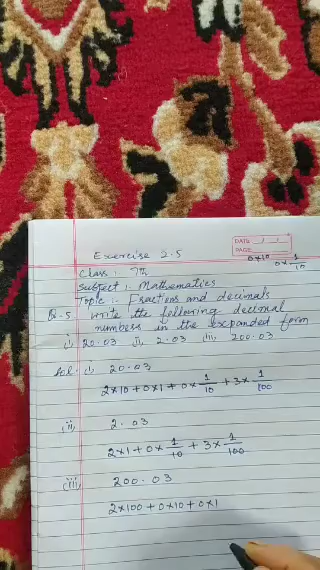 Exercise 2.5
DATE
PAGE
0×10
0×1/10
Class :- 7th
Subject :- Mathematics
Topic :- Fractions and decimals
Q-5. Write the following decimal
numbers in the expanded form
(i) 20.03 (ii) 2.03 (iii) 200.03
Sol. (i) 20.03
2×10+0×1+0×1/10+3×1/100
(ii) 2.03
2×1+0×1/10+3×1/100
(iii) 200.03
2×100+0×10+0×1